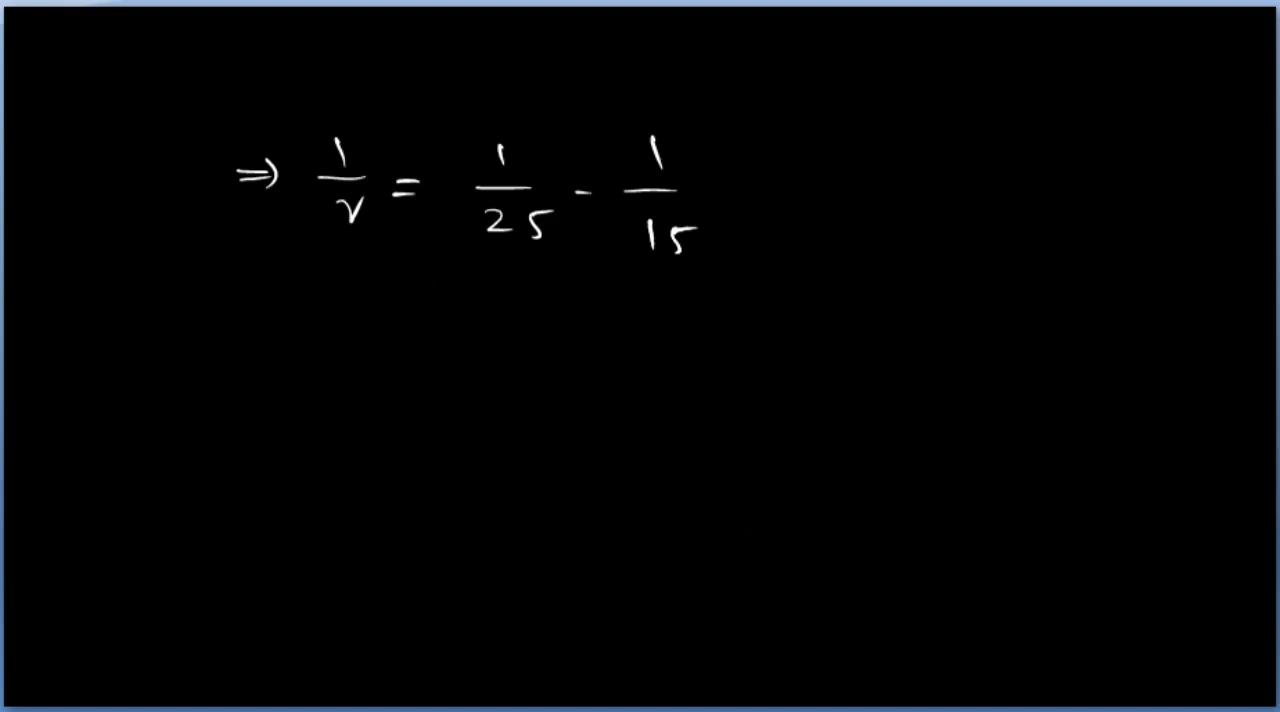 ⇒ 1/v = 1/25 - 1/15